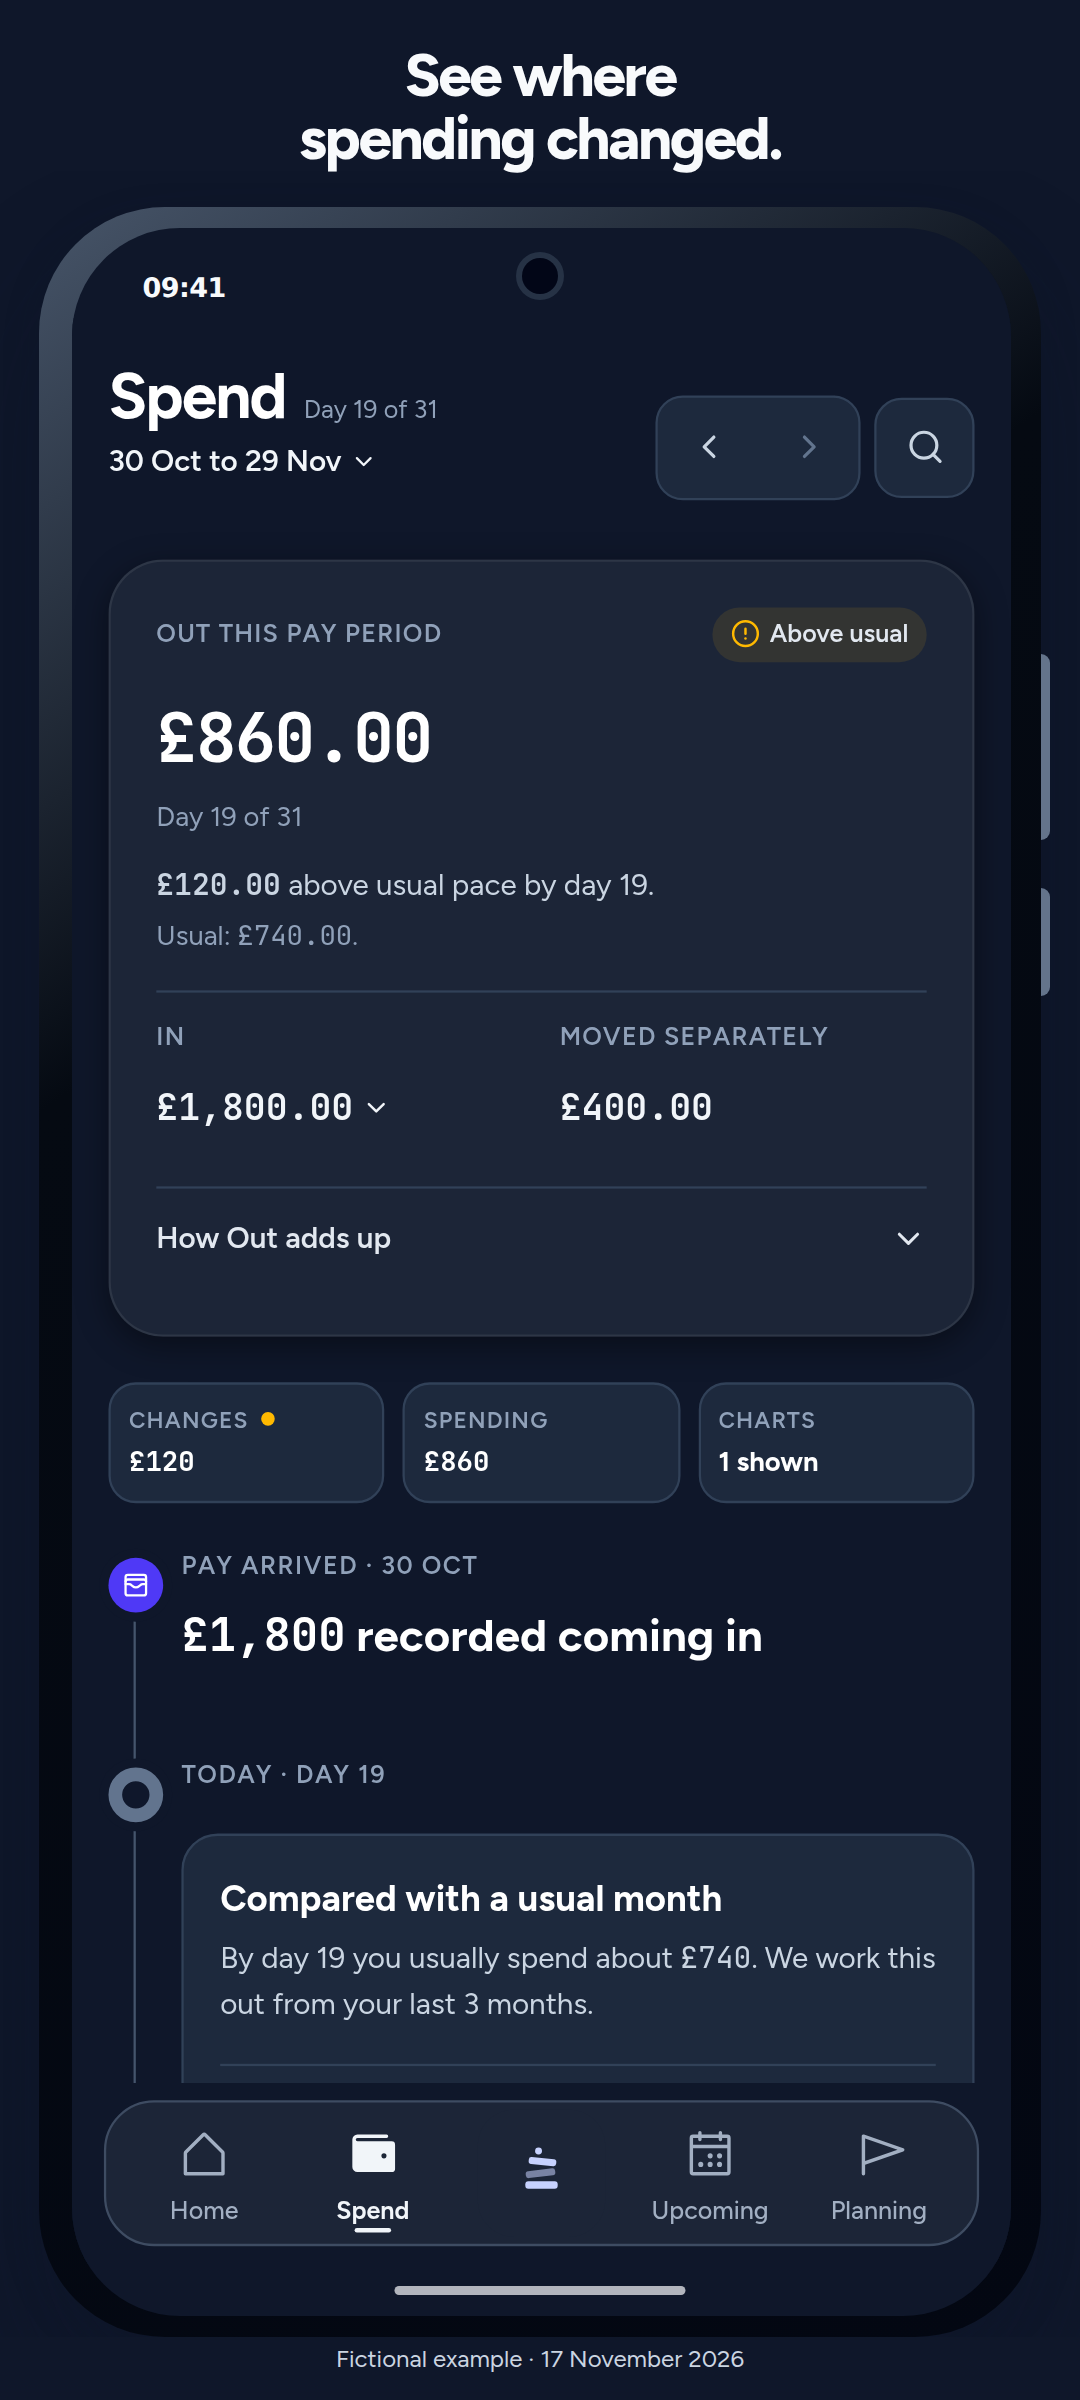 See where
spending changed.
09:41
Spend Day 19 of 31
30 Oct to 29 Nov
OUT THIS PAY PERIOD
Above usual
£860.00
Day 19 of 31
£120.00 above usual pace by day 19.
Usual: £740.00.
IN
MOVED SEPARATELY
£1,800.00
£400.00
How Out adds up
CHANGES
£120
SPENDING
£860
CHARTS
1 shown
PAY ARRIVED · 30 OCT
£1,800 recorded coming in
TODAY · DAY 19
Compared with a usual month
By day 19 you usually spend about £740. We work this
out from your last 3 months.
Home
Spend
Upcoming
Planning
Fictional example · 17 November 2026